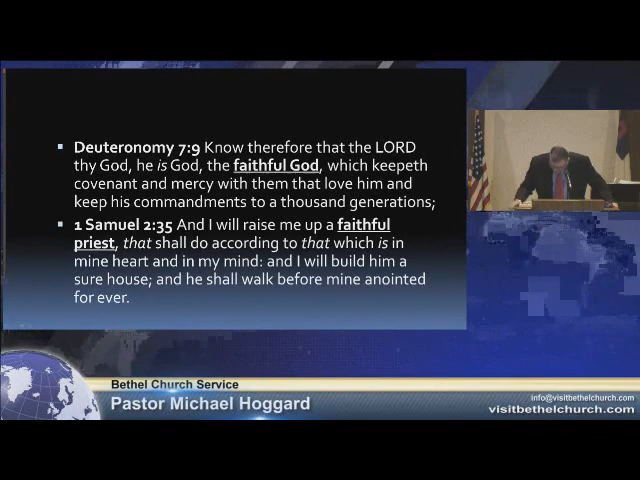 Deuteronomy 7:9 Know therefore that the LORD
thy God, he is God, the faithful God, which keepeth
covenant and mercy with them that love him and
keep his commandments to a thousand generations;
1 Samuel 2:35 And I will raise me up a faithful
priest, that shall do according to that which is in
mine heart and in my mind: and I will build him a
sure house; and he shall walk before mine anointed
for ever.
Bethel Church Service
Pastor Michael Hoggard
info@visitbethelchurch.com
visitbethelchurch.com